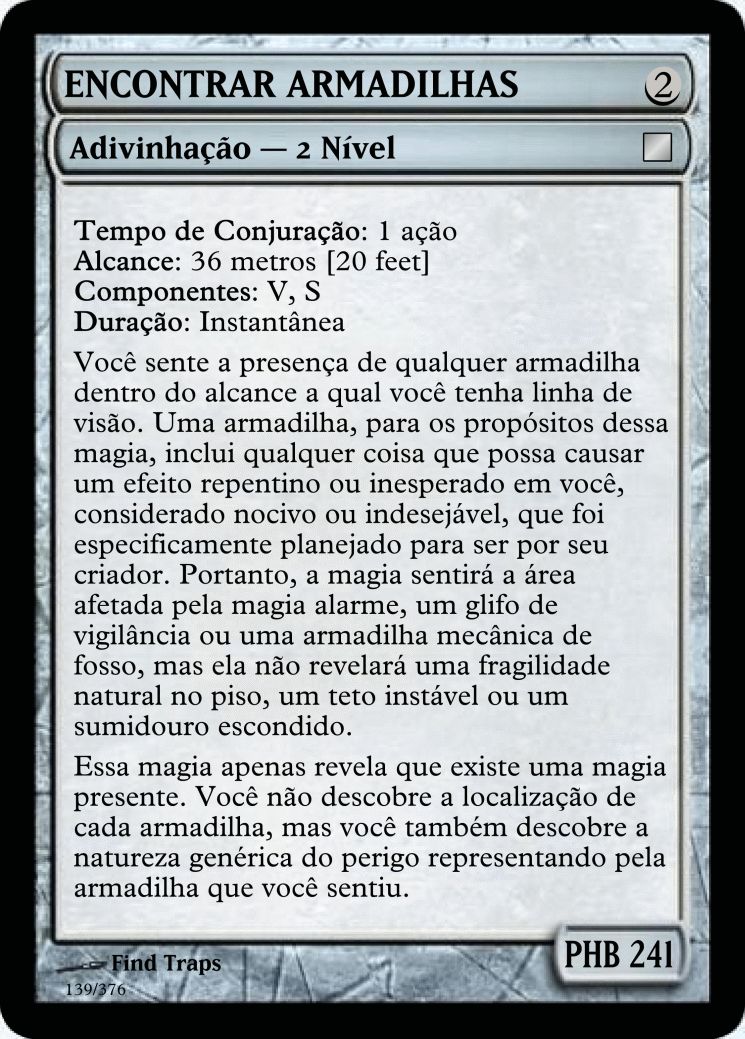 ENCONTRAR ARMADILHAS 2
Adivinhação — 2 Nível
Tempo de Conjuração: 1 ação
Alcance: 36 metros [20 feet]
Componentes: V, S
Duração: Instantânea
Você sente a presença de qualquer armadilha
dentro do alcance a qual você tenha linha de
visão. Uma armadilha, para os propósitos dessa
magia, inclui qualquer coisa que possa causar
um efeito repentino ou inesperado em você,
considerado nocivo ou indesejável, que foi
especificamente planejado para ser por seu
criador. Portanto, a magia sentirá a área
afetada pela magia alarme, um glifo de
vigilância ou uma armadilha mecânica de
fosso, mas ela não revelará uma fragilidade
natural no piso, um teto instável ou um
sumidouro escondido.
Essa magia apenas revela que existe uma magia
presente. Você não descobre a localização de
cada armadilha, mas você também descobre a
natureza genérica do perigo representando pela
armadilha que você sentiu.
PHB 241
Find Traps
139/376